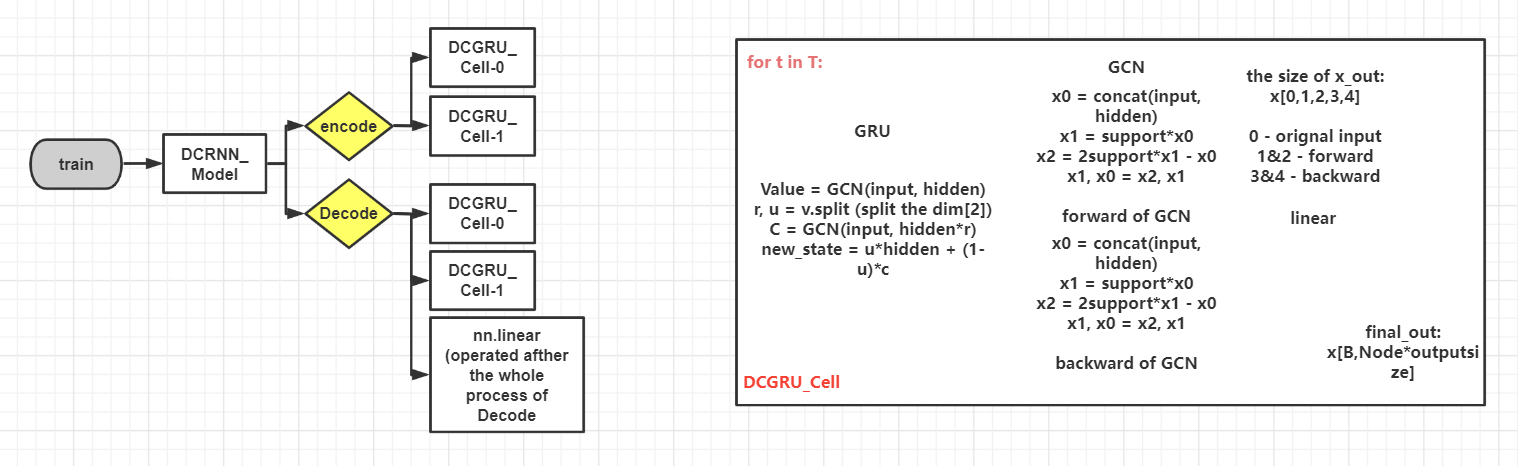 train
DCRNN_
Model
encode
Decode
DCGRU_
Cell-0
DCGRU_
Cell-1
DCGRU_
Cell-0
DCGRU_
Cell-1
nn.linear
(operated afther
the whole
process of
Decode
for t in T:
GRU
Value = GCN(input, hidden)
r, u = v.split (split the dim[2])
C = GCN(input, hidden*r)
new_state = u*hidden + (1-
u)*c
DCGRU_Cell
GCN
x0 = concat(input,
hidden)
x1 = support*x0
x2 = 2support*x1 - x0
x1, x0 = x2, x1
forward of GCN
x0 = concat(input,
hidden)
x1 = support*x0
x2 = 2support*x1 - x0
x1, x0 = x2, x1
backward of GCN
the size of x_out:
x[0,1,2,3,4]
0 - orignal input
1&2 - forward
3&4 - backward
linear
final_out:
x[B,Node*outputsi
ze]